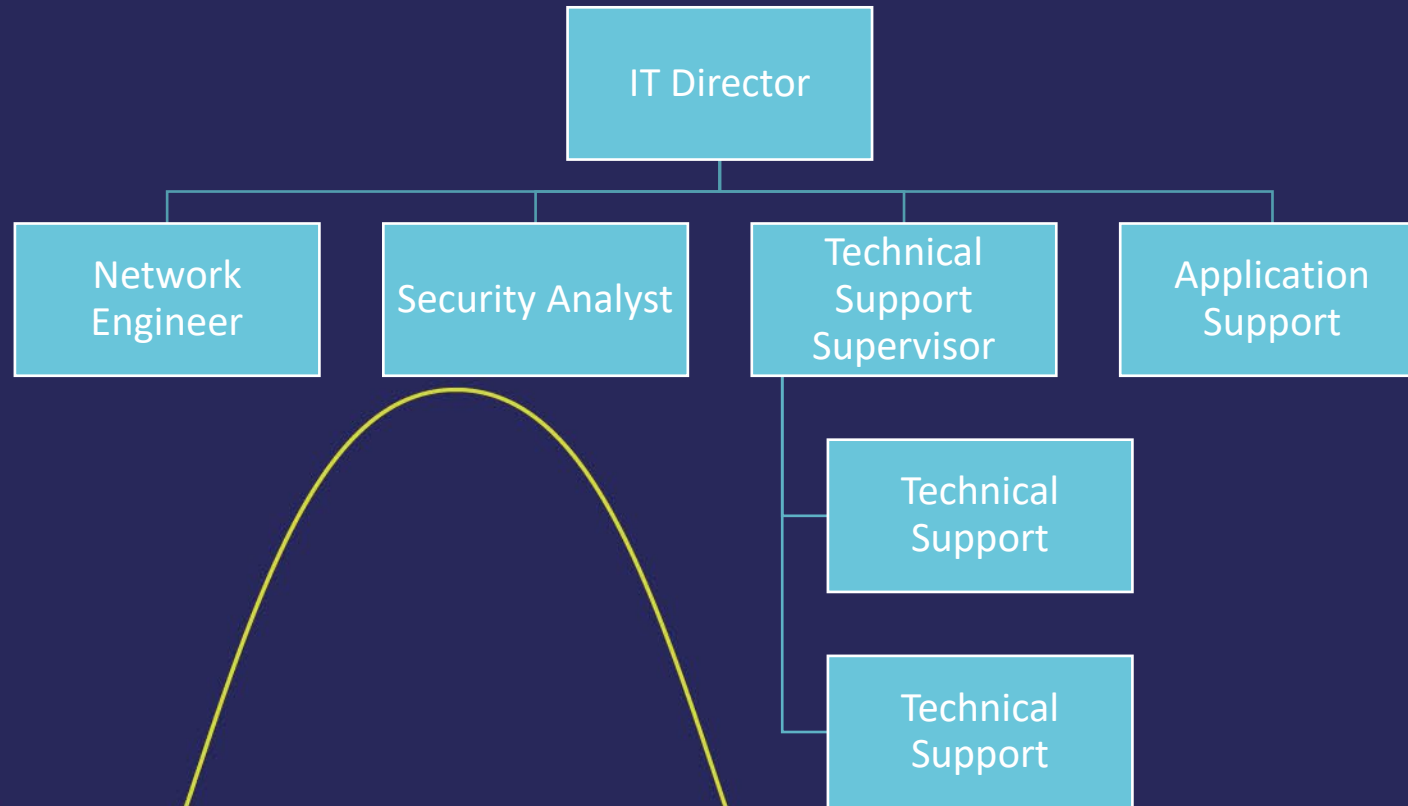 IT Director
Network
Engineer
Security Analyst
Technical
Support
Supervisor
Application
Support
Technical
Support
Technical
Support